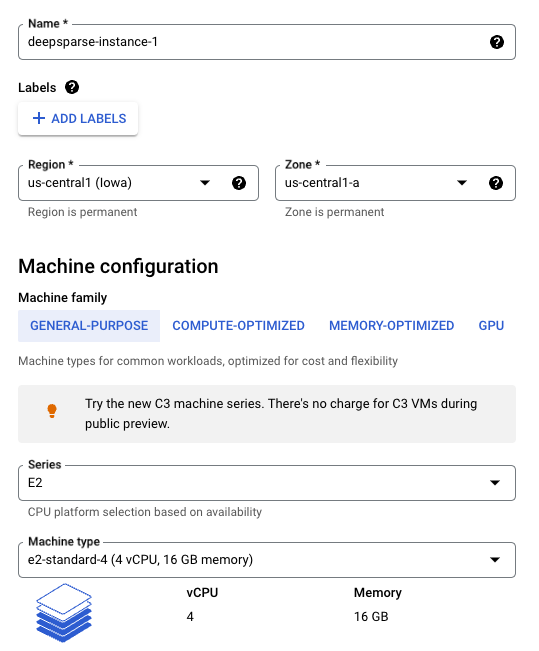 Name *
deepsparse-instance-1
Labels
ADD LABELS
Region *
us-central1 (Iowa)
Region is permanent
Zone *
us-central1-a
Zone is permanent
Machine configuration
Machine family
GENERAL-PURPOSE
COMPUTE-OPTIMIZED
MEMORY-OPTIMIZED
GPU
Machine types for common workloads, optimized for cost and flexibility
Try the new C3 machine series. There's no charge for C3 VMs during
public preview.
Series
E2
CPU platform selection based on availability
Machine type
e2-standard-4 (4 vCPU, 16 GB memory)
vCPU
4
Memory
16 GB